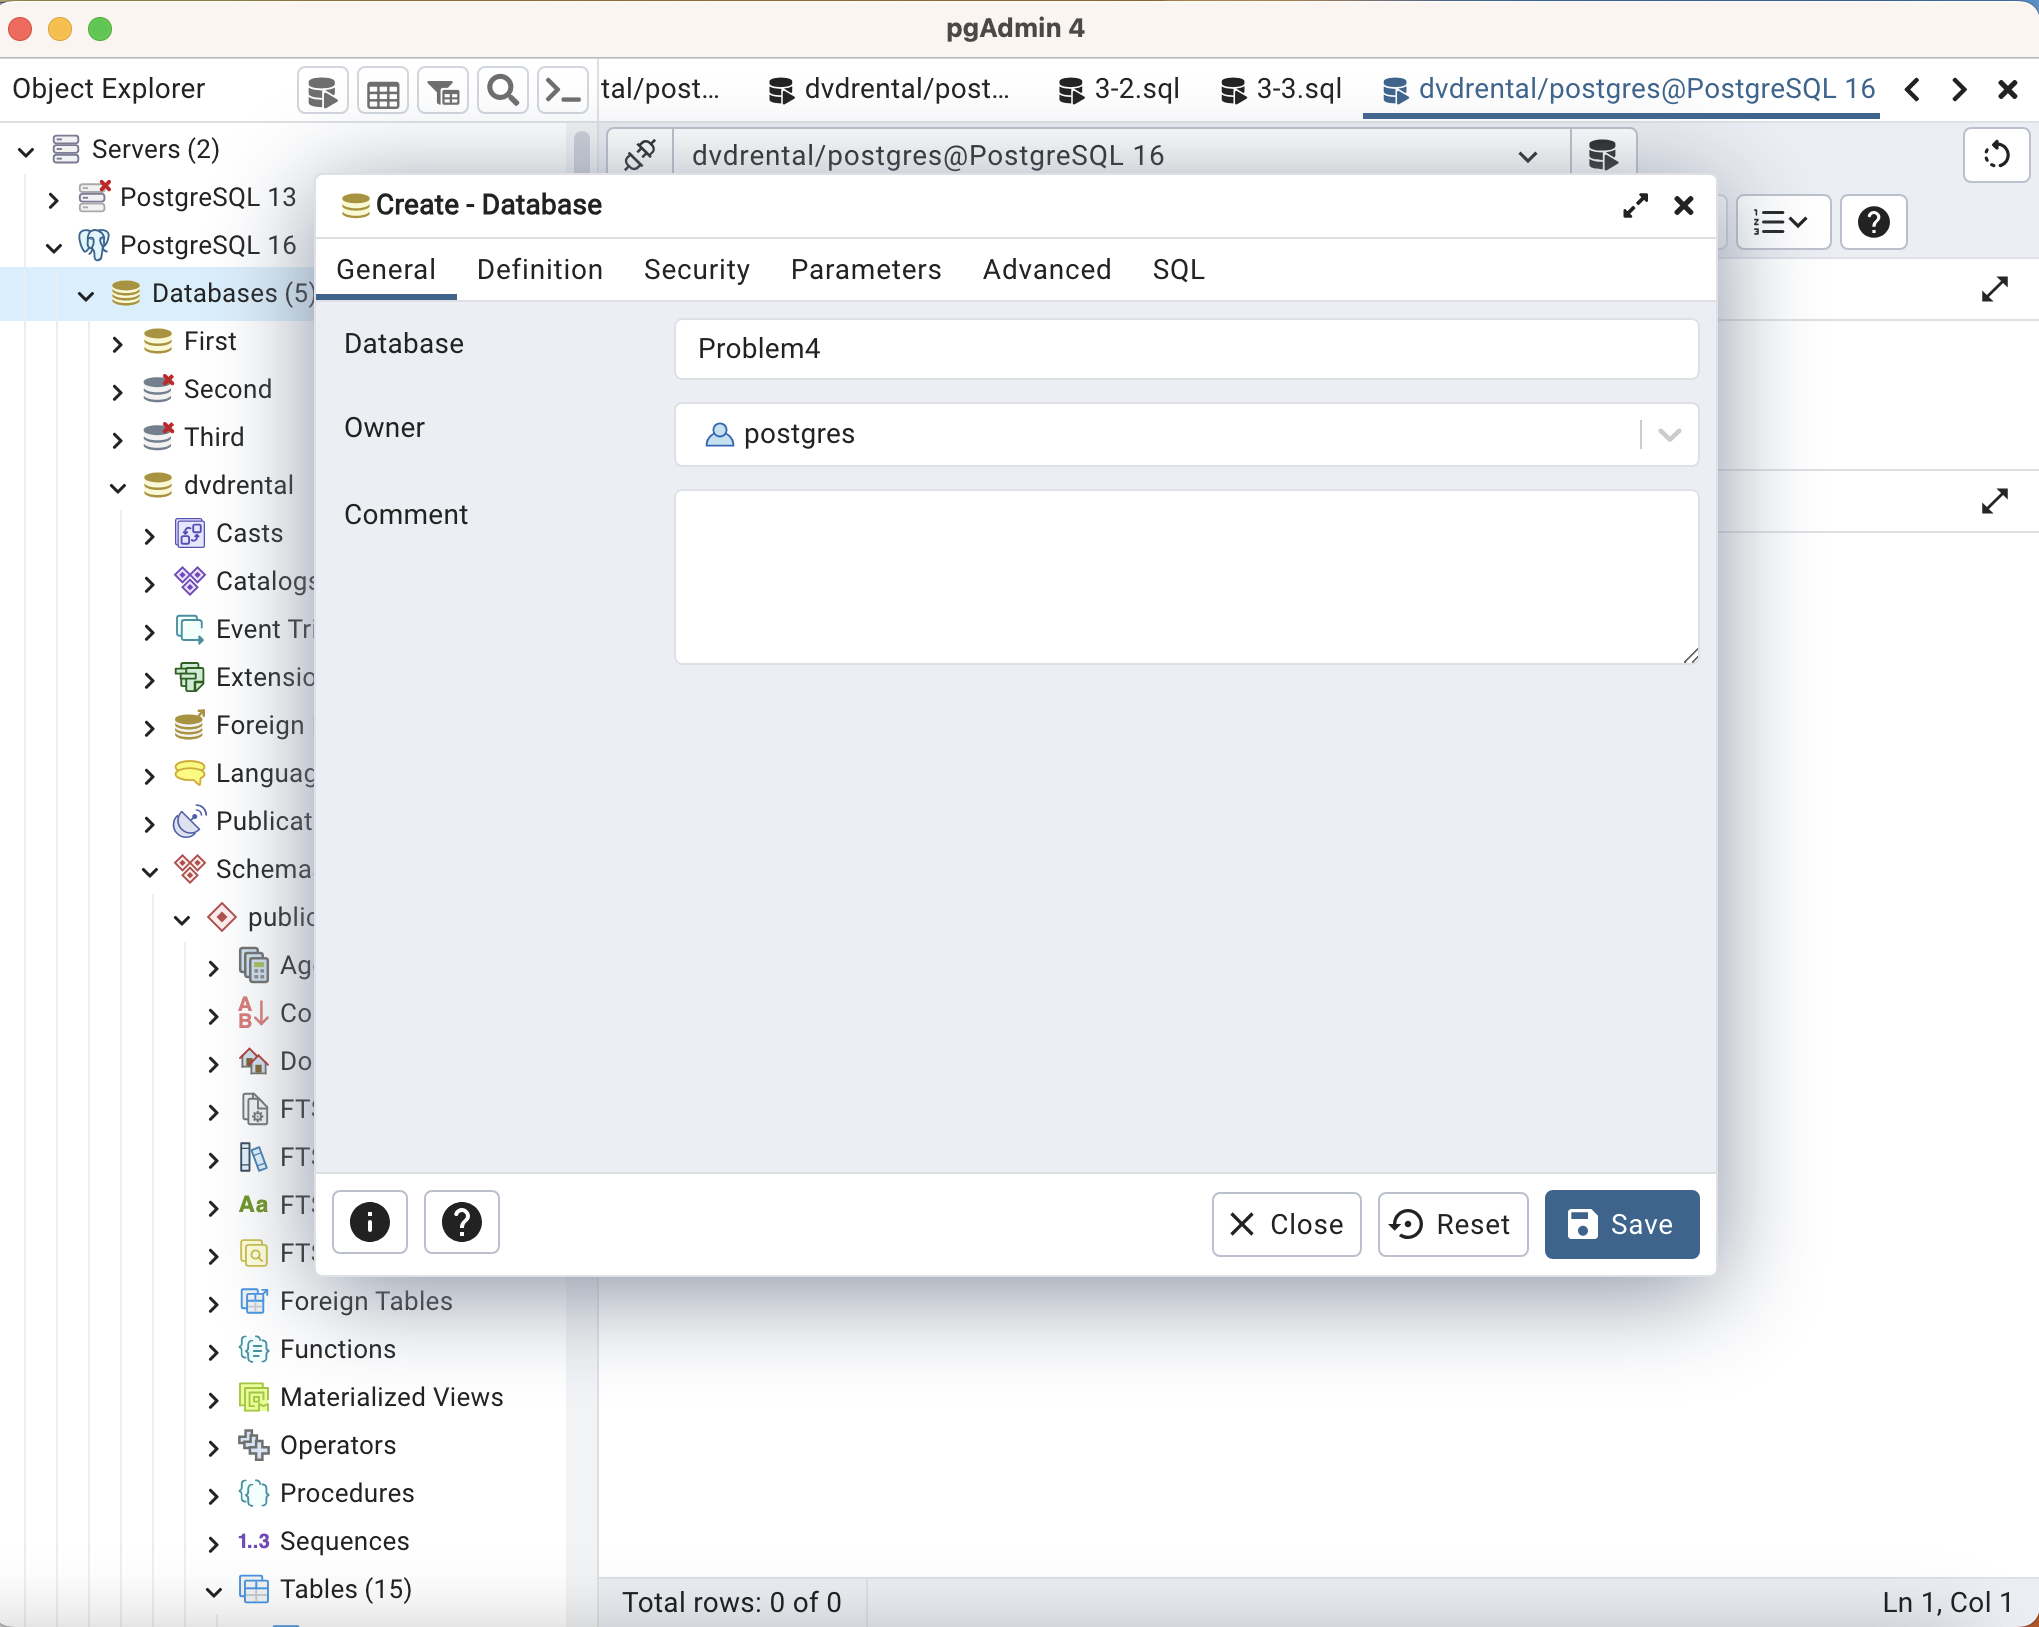 pgAdmin 4
Object Explorer
tal/post...
dvdrental/post...
3-2.sql
3-3.sql
dvdrental/postgres@PostgreSQL 16
Servers (2)
dvdrental/postgres@PostgreSQL 16
PostgreSQL 13
PostgreSQL 16
Databases (5)
First
Second
Third
dvdrental
Casts
Catalogs
Event Tri
Extensio
Foreign
Languag
Publicat
Schema
public
Ag
Co
Do
FTS
FTS
Aa FTS
FTS
Foreign Tables
Functions
Materialized Views
Operators
Procedures
1..3 Sequences
Tables (15)
Create - Database
General Definition Security Parameters Advanced SQL
Database
Problem4
Owner
postgres
Comment
Close
Reset
Save
Total rows: 0 of 0
Ln 1, Col 1